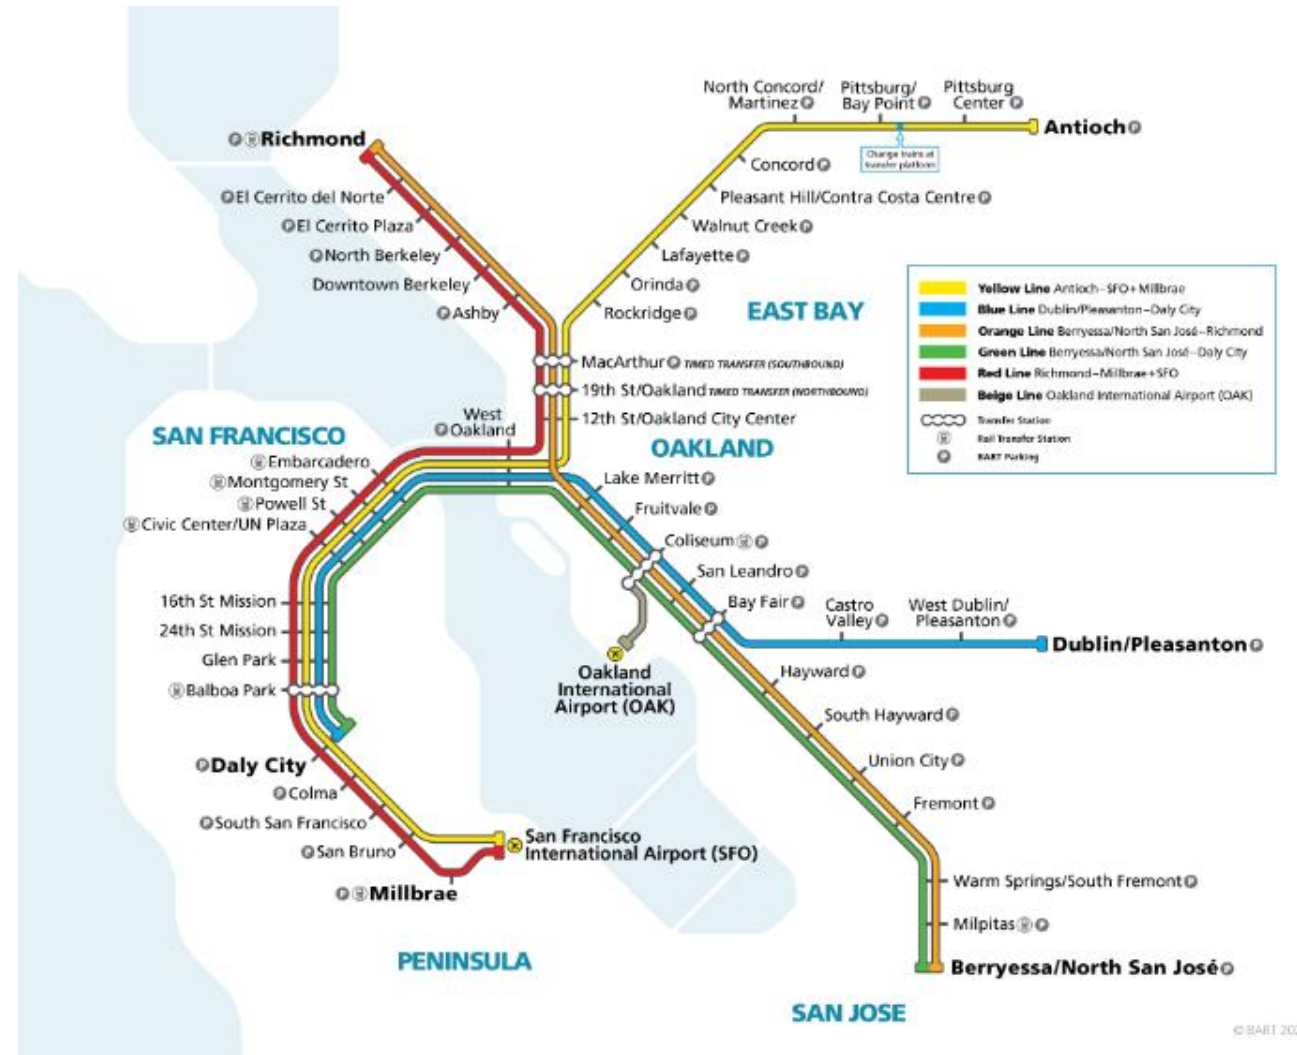 North Concord/
Martinez
Pittsburg/
Bay Point
Pittsburg
Center
Antioch
Change trains at
transfer platform
Richmond
El Cerrito del Norte
El Cerrito Plaza
North Berkeley
Downtown Berkeley
Ashby
Concord
Pleasant Hill/Contra Costa Centre
Walnut Creek
Lafayette
Orinda
Rockridge
EAST BAY
Yellow Line Antioch–SFO+Millbrae
Blue Line Dublin/Pleasanton–Daly City
Orange Line Berryessa/North San José–Richmond
Green Line Berryessa/North San José–Daly City
Red Line Richmond–Millbrae+SFO
Beige Line Oakland International Airport (OAK)
Transfer Station
Rail Transfer Station
BART Parking
MacArthur TIMED TRANSFER (SOUTHBOUND)
19th St/Oakland TIMED TRANSFER (NORTHBOUND)
12th St/Oakland City Center
West
Oakland
OAKLAND
SAN FRANCISCO
Embarcadero
Montgomery St
Powell St
Civic Center/UN Plaza
16th St Mission
24th St Mission
Glen Park
Balboa Park
Daly City
Colma
South San Francisco
San Bruno
Millbrae
San Francisco
International Airport (SFO)
Lake Merritt
Fruitvale
Coliseum
San Leandro
Bay Fair
Castro
Valley
West Dublin/
Pleasanton
Dublin/Pleasanton
Oakland
International
Airport (OAK)
Hayward
South Hayward
Union City
Fremont
Warm Springs/South Fremont
Milpitas
Berryessa/North San José
PENINSULA
SAN JOSE
© BART 20